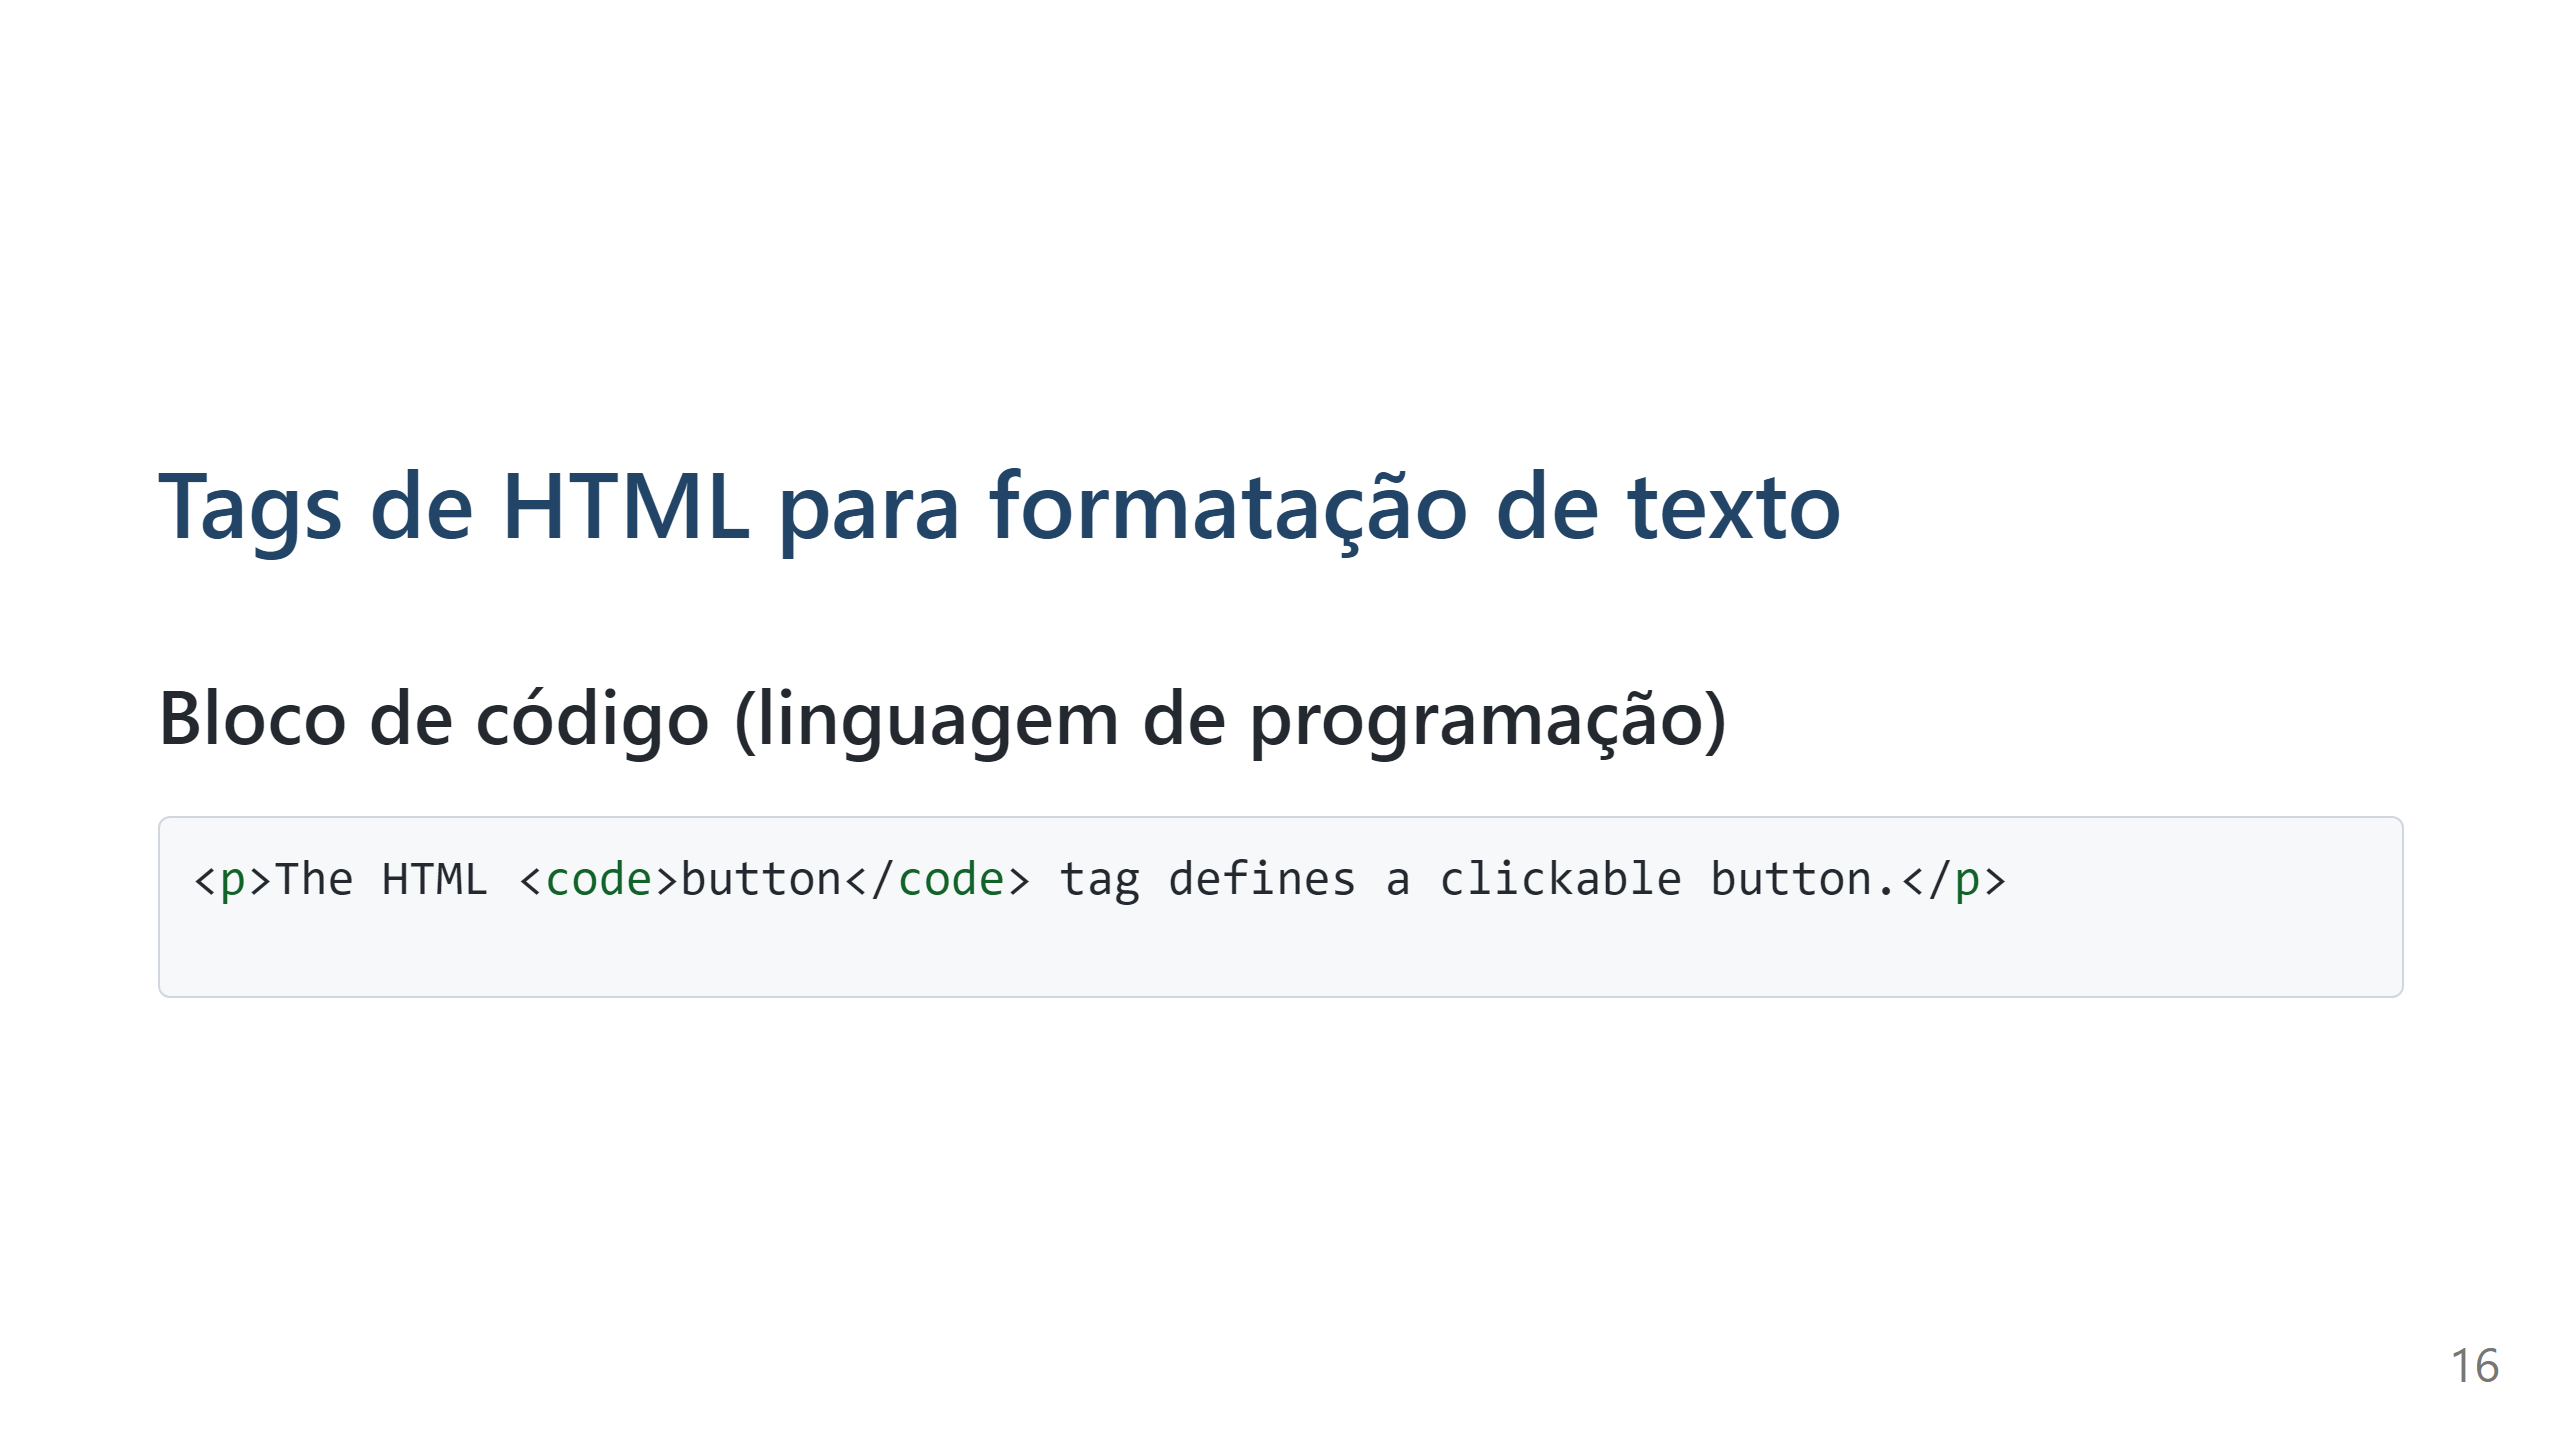 Tags de HTML para formatação de texto
Bloco de código (linguagem de programação)
<p>The HTML <code>button</code> tag defines a clickable button.</p>
16